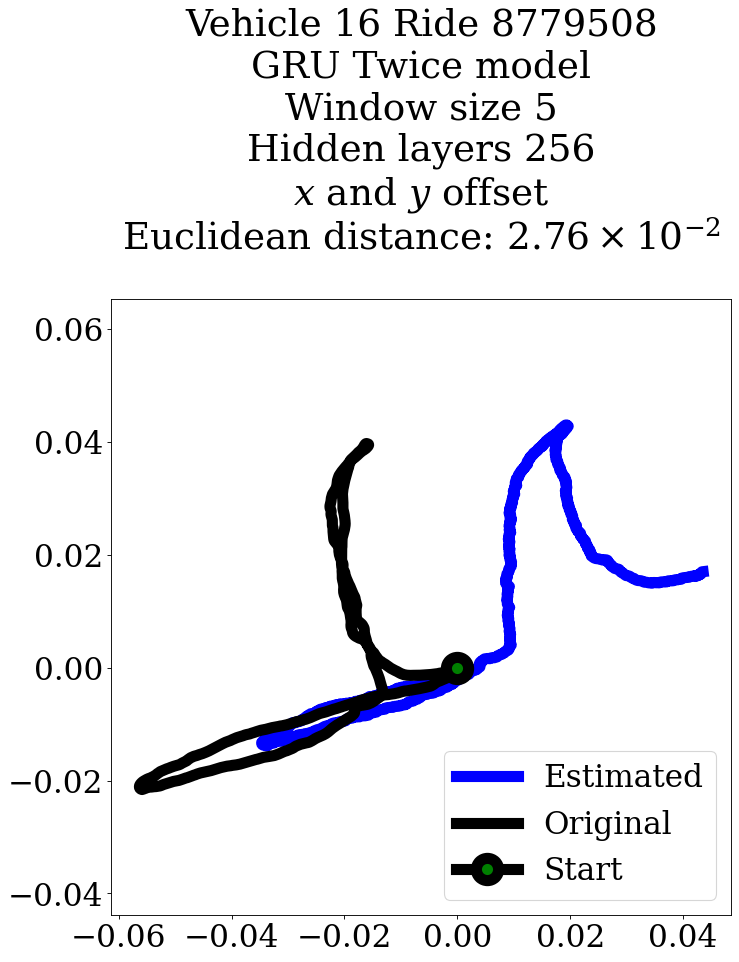 Vehicle 16 Ride 8779508
GRU Twice model
Window size 5
Hidden layers 256
x and y offset
Euclidean distance: 2.76 × 10⁻²
0.06
0.04
0.02
0.00
−0.02
−0.04
Estimated
Original
Start
−0.06 −0.04 −0.02 0.00 0.02 0.04